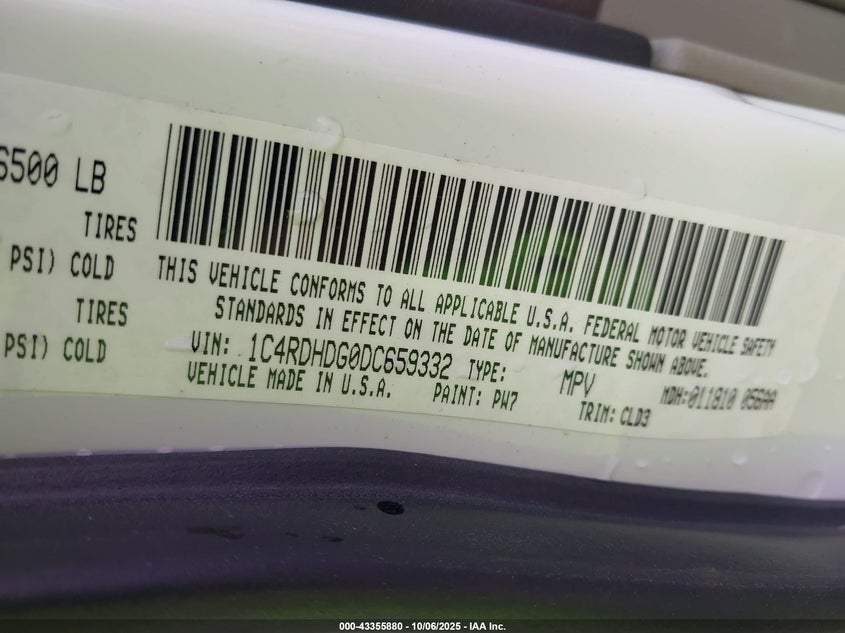 6500 LB
TIRES
PSI) COLD
TIRES
PSI) COLD
THIS VEHICLE CONFORMS TO ALL APPLICABLE U.S.A. FEDERAL MOTOR VEHICLE SAFETY
STANDARDS IN EFFECT ON THE DATE OF MANUFACTURE SHOWN ABOVE.
VIN: 1C4RDHDG0DC659332 TYPE: MPV MDH:011810 056AA
VEHICLE MADE IN U.S.A. PAINT: PW7 TRIM: CLD3
000-43355880 - 10/06/2025 - IAA Inc.